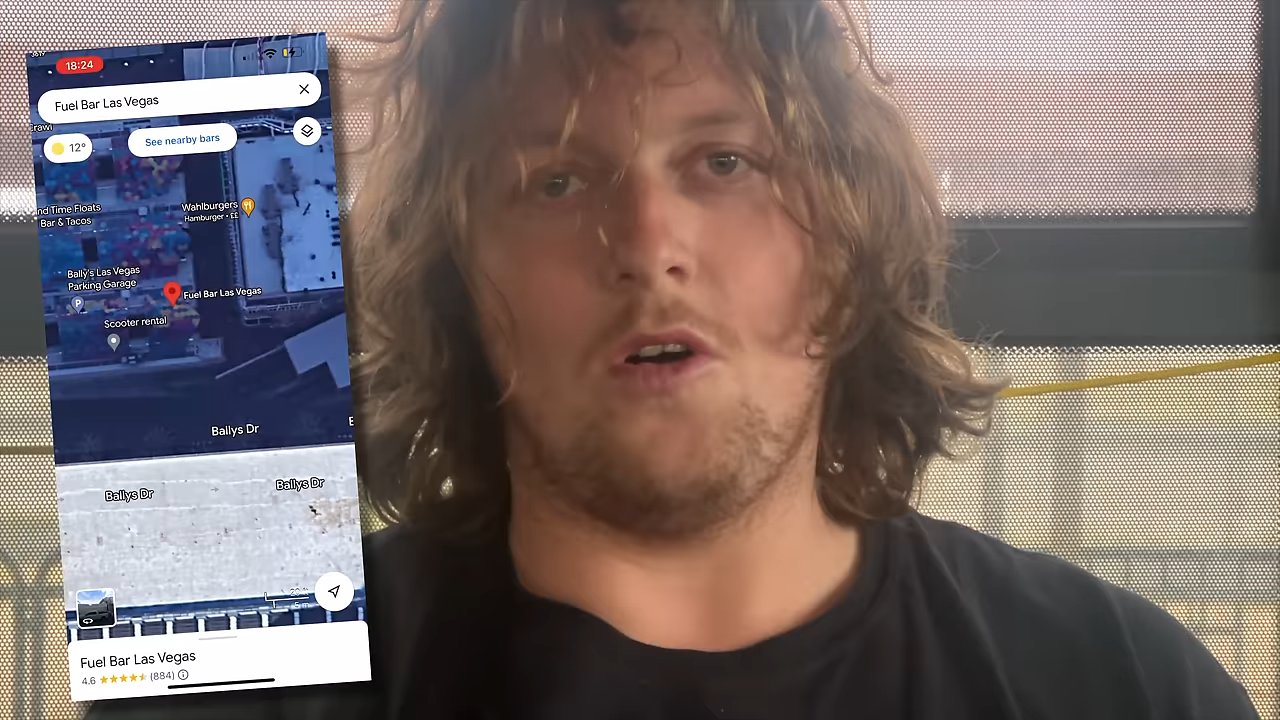 18:24
Fuel Bar Las Vegas
12°
See nearby bars
Wahlburgers
Hamburger • ££
nd Time Floats
Bar & Tacos
Bally's Las Vegas
Parking Garage
P
Fuel Bar Las Vegas
Scooter rental
Ballys Dr
Ballys Dr
Ballys Dr
Fuel Bar Las Vegas
4.6 (884)